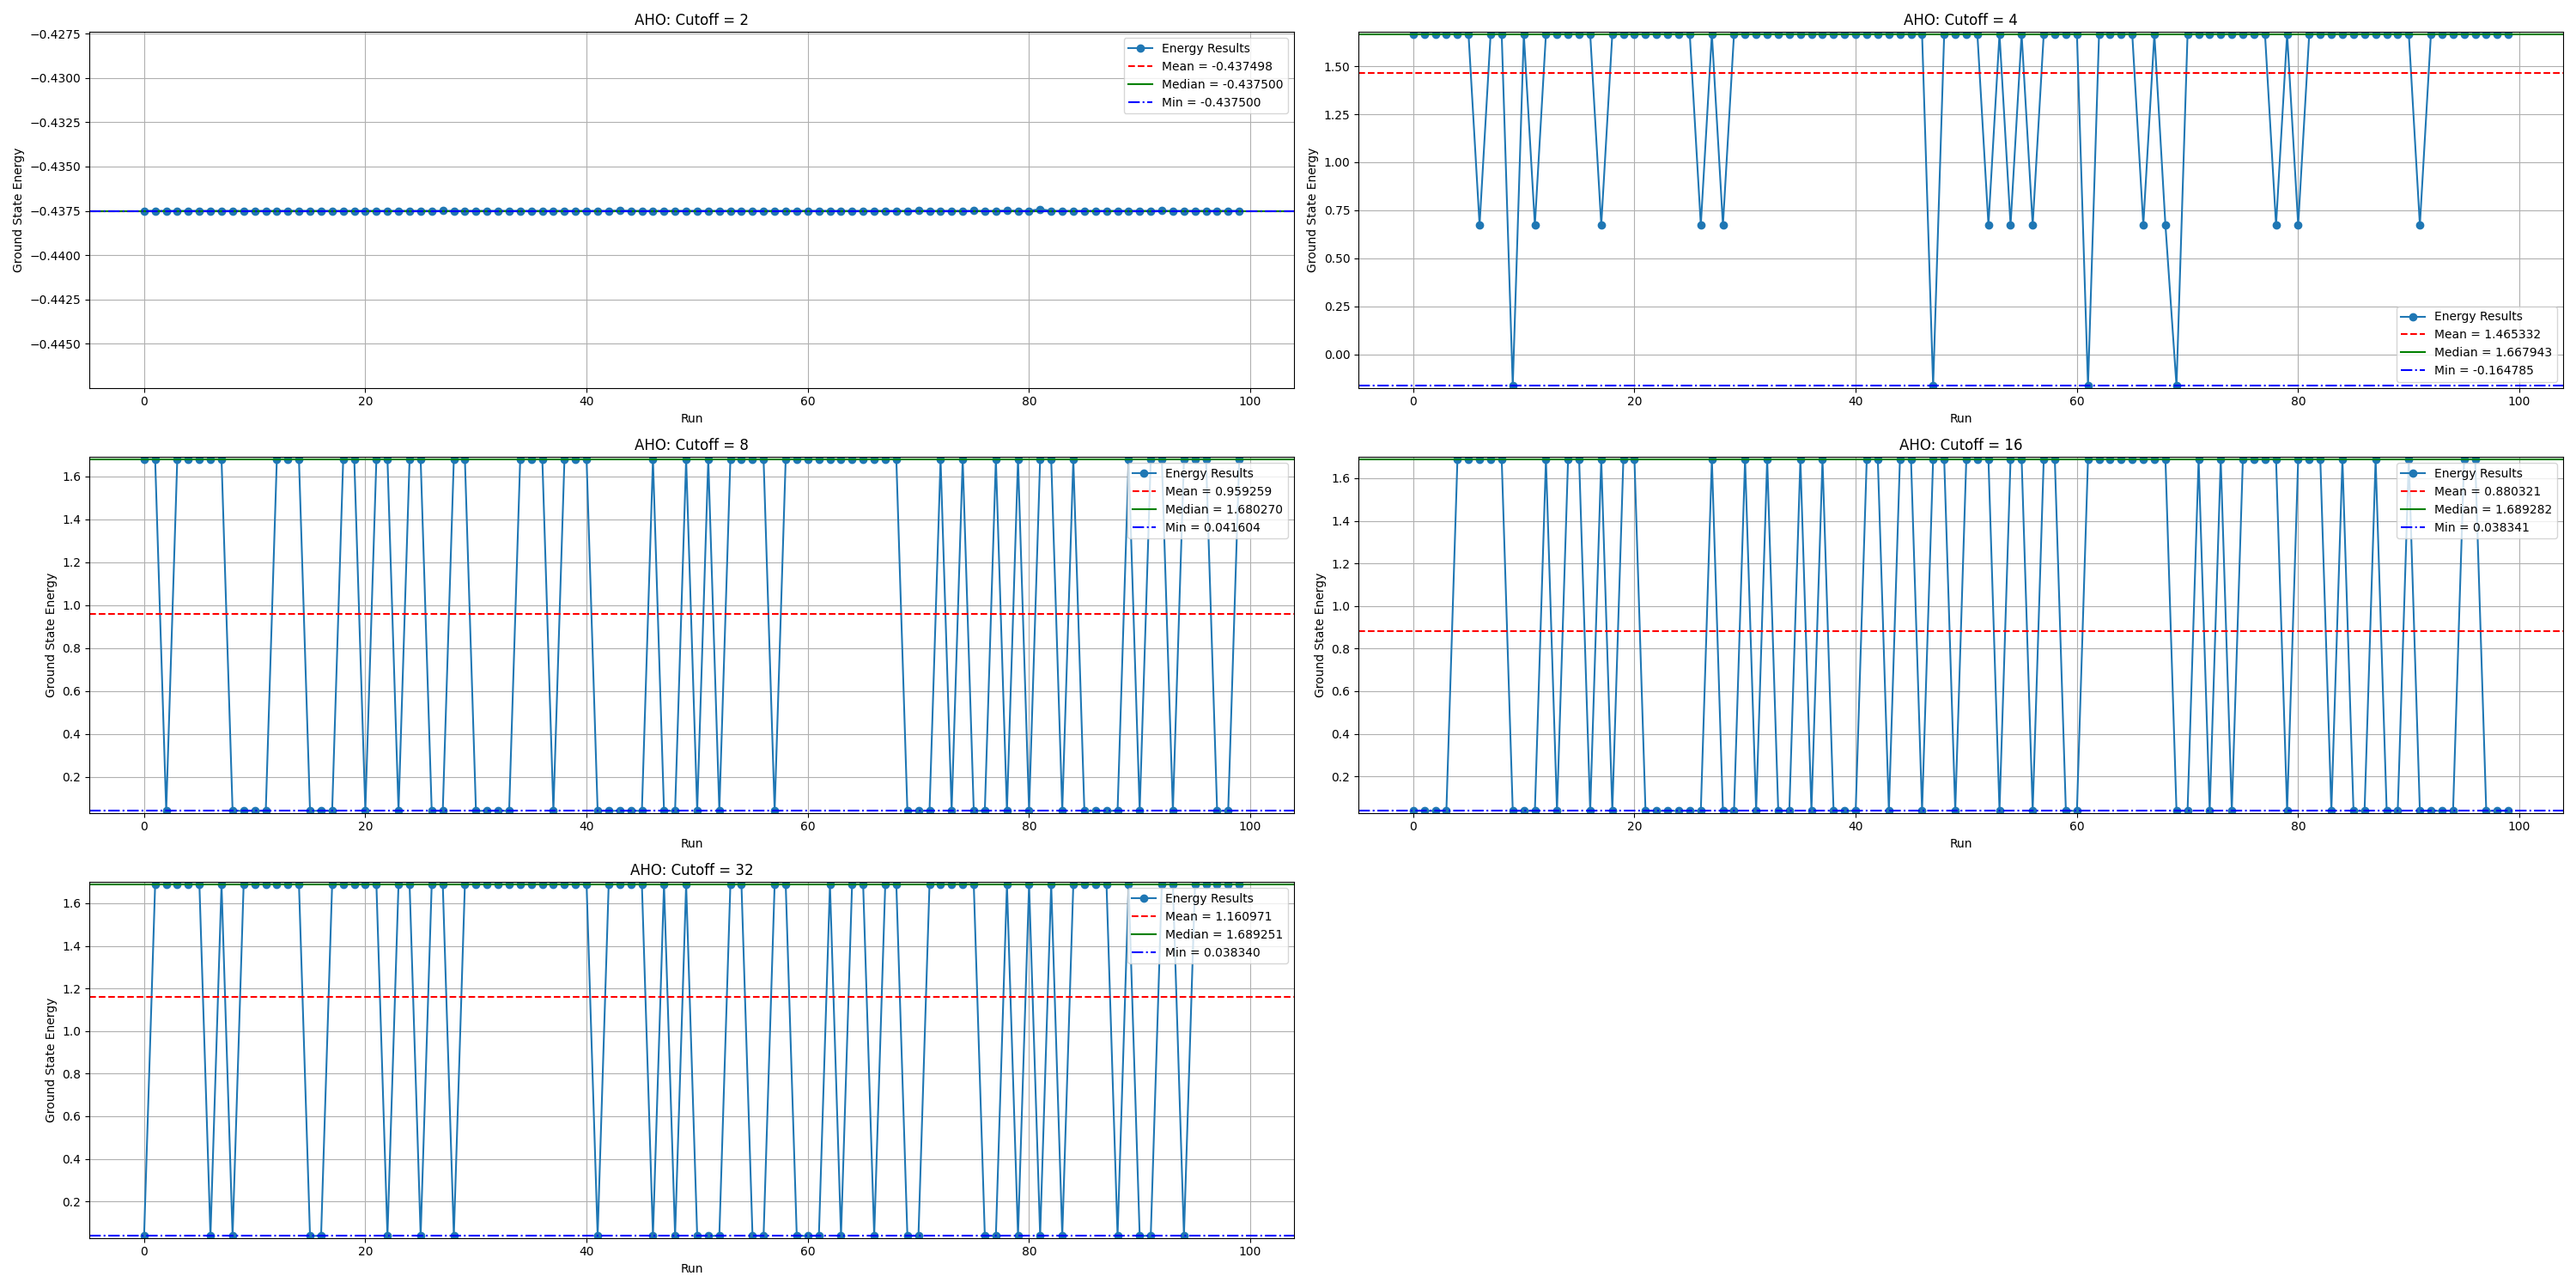 AHO: Cutoff = 2
Ground State Energy
−0.4275
−0.4300
−0.4325
−0.4350
−0.4375
−0.4400
−0.4425
−0.4450
Energy Results
Mean = -0.437498
Median = -0.437500
Min = -0.437500
0 20 40 60 80 100
Run
AHO: Cutoff = 4
Ground State Energy
1.50
1.25
1.00
0.75
0.50
0.25
0.00
Energy Results
Mean = 1.465332
Median = 1.667943
Min = -0.164785
0 20 40 60 80 100
Run
AHO: Cutoff = 8
Ground State Energy
1.6
1.4
1.2
1.0
0.8
0.6
0.4
0.2
Energy Results
Mean = 0.959259
Median = 1.680270
Min = 0.041604
0 20 40 60 80 100
Run
AHO: Cutoff = 16
Ground State Energy
1.6
1.4
1.2
1.0
0.8
0.6
0.4
0.2
Energy Results
Mean = 0.880321
Median = 1.689282
Min = 0.038341
0 20 40 60 80 100
Run
AHO: Cutoff = 32
Ground State Energy
1.6
1.4
1.2
1.0
0.8
0.6
0.4
0.2
Energy Results
Mean = 1.160971
Median = 1.689251
Min = 0.038340
0 20 40 60 80 100
Run